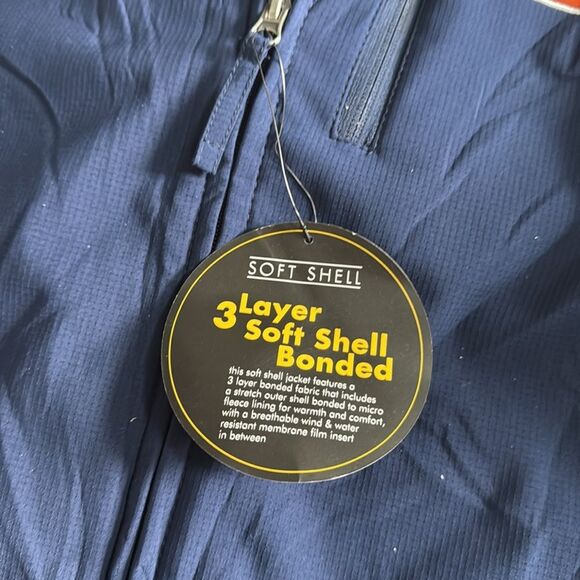 SOFT SHELL
3 Layer
Soft Shell
Bonded
this soft shell jacket features a
3 layer bonded fabric that includes
a stretch outer shell bonded to micro
fleece lining for warmth and comfort,
with a breathable wind & water
resistant membrane film insert
in between